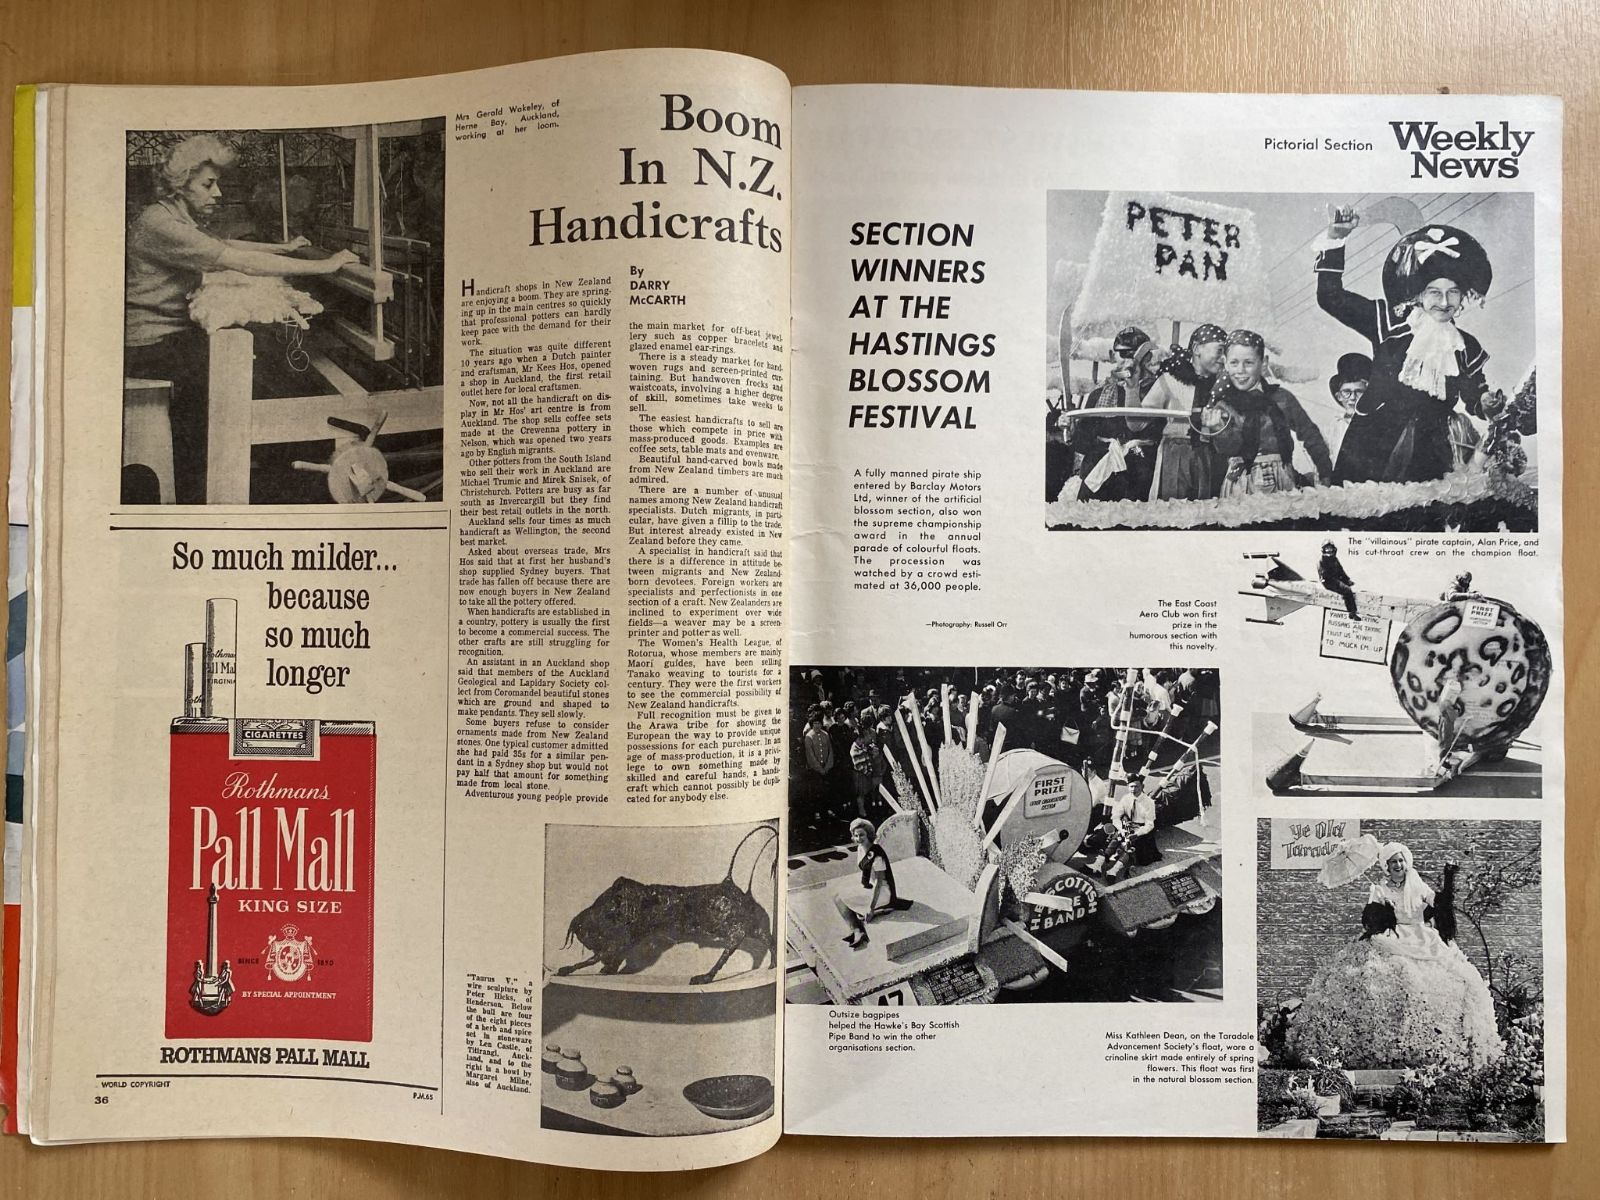 Mrs Gerald Wakeley, of
Herne Bay, Auckland,
working at her loom.
Boom
In N.Z.
Handicrafts
By
DARRY
McCARTH
Handicraft shops in New Zealand
are enjoying a boom. They are spring-
ing up in the main centres so quickly
that professional potters can hardly
keep pace with the demand for their
work.
The situation was quite different
10 years ago when a Dutch painter
and craftsman, Mr Kees Hos, opened
a shop in Auckland, the first retail
outlet here for local craftsmen.
Now, not all the handicraft on dis-
play in Mr Hos' art centre is from
Auckland. The shop sells coffee sets
made at the Crewenna pottery in
Nelson, which was opened two years
ago by English migrants.
Other potters from the South Island
who sell their work in Auckland are
Michael Trumic and Mirek Snisek, of
Christchurch. Potters are busy as far
south as Invercargill but they find
their best retail outlets in the north.
Auckland sells four times as much
handicraft as Wellington, the second
best market.
Asked about overseas trade, Mrs
Hos said that at first her husband's
shop supplied Sydney buyers. That
trade has fallen off because there are
now enough buyers in New Zealand
to take all the pottery offered.
When handicrafts are established in
a country, pottery is usually the first
to become a commercial success. The
other crafts are still struggling for
recognition.
An assistant in an Auckland shop
said that members of the Auckland
Geological and Lapidary Society col-
lect from Coromandel beautiful stones
which are ground and shaped to
make pendants. They sell slowly.
Some buyers refuse to consider
ornaments made from New Zealand
stones. One typical customer admitted
she had paid 35s for a similar pen-
dant in a Sydney shop but would not
pay half that amount for something
made from local stone.
Adventurous young people provide
the main market for off-beat jewel-
lery such as copper bracelets and
glazed enamel ear-rings.
There is a steady market for hand-
woven rugs and screen-printed cur-
taining. But handwoven frocks and
waistcoats, involving a higher degree
of skill, sometimes take weeks to
sell.
The easiest handicrafts to sell are
those which compete in price with
mass-produced goods. Examples are
coffee sets, table mats and ovenware.
Beautiful hand-carved bowls made
from New Zealand timbers are much
admired.
There are a number of unusual
names among New Zealand handicraft
specialists. Dutch migrants, in parti-
cular, have given a fillip to the trade.
But interest already existed in New
Zealand before they came.
A specialist in handicraft said that
there is a difference in attitude be-
tween migrants and New Zealand-
born devotees. Foreign workers are
specialists and perfectionists in one
section of a craft. New Zealanders are
inclined to experiment over wide
fields—a weaver may be a screen-
printer and potter as well.
The Women's Health League, of
Rotorua, whose members are mainly
Maori guides, have been selling
Tanako weaving to tourists for a
century. They were the first workers
to see the commercial possibility of
New Zealand handicrafts.
Full recognition must be given to
the Arawa tribe for showing the
European the way to provide unique
possessions for each purchaser. In an
age of mass-production, it is a privi-
lege to own something made by
skilled and careful hands, a handi-
craft which cannot possibly be dupli-
cated for anybody else.
"Taurus V," a
wire sculpture by
Peter Hicks, of
Henderson. Below
the bull are four
of the eight pieces
of a herb and spice
set in stoneware
by Len Castle, of
Titirangi, Auck-
land, and to the
right is a bowl by
Margaret Milne,
also of Auckland.
So much milder...
because
so much
longer
CIGARETTES
Rothmans
Pall Mall
KING SIZE
SINCE 1890
BY SPECIAL APPOINTMENT
ROTHMANS PALL MALL
WORLD COPYRIGHT
P.M.65
36
Pictorial Section
Weekly
News
SECTION
WINNERS
AT THE
HASTINGS
BLOSSOM
FESTIVAL
A fully manned pirate ship
entered by Barclay Motors
Ltd, winner of the artificial
blossom section, also won
the supreme championship
award in the annual
parade of colourful floats.
The procession was
watched by a crowd esti-
mated at 36,000 people.
—Photography: Russell Orr
PETER
PAN
The "villainous" pirate captain, Alan Price, and
his cut-throat crew on the champion float.
The East Coast
Aero Club won first
prize in the
humorous section with
this novelty.
YANKS TRYING
RUSSIANS ARE TRYING
TRUST US KIWIS
TO MUCK EM UP
FIRST
PRIZE
FIRST
PRIZE
SCOTTISH
BAND
47
Outsize bagpipes
helped the Hawke's Bay Scottish
Pipe Band to win the other
organisations section.
Ye Old
Miss Kathleen Dean, on the Taradale
Advancement Society's float, wore a
crinoline skirt made entirely of spring
flowers. This float was first
in the natural blossom section.